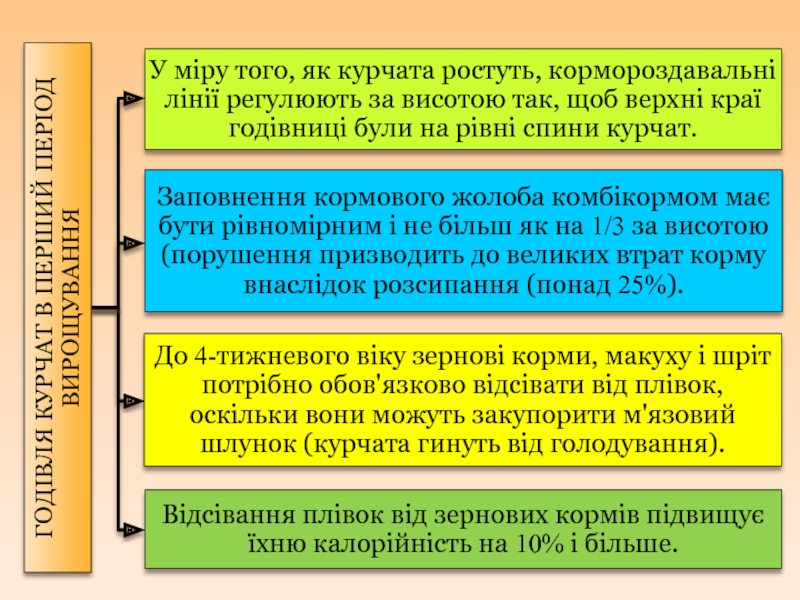 ГОДІВЛЯ КУРЧАТ В ПЕРШИЙ ПЕРІОД
ВИРОЩУВАННЯ
У міру того, як курчата ростуть, кормороздавальні
лінії регулюють за висотою так, щоб верхні краї
годівниці були на рівні спини курчат.
Заповнення кормового жолоба комбікормом має
бути рівномірним і не більш як на 1/3 за висотою
(порушення призводить до великих втрат корму
внаслідок розсипання (понад 25%).
До 4-тижневого віку зернові корми, макуху і шріт
потрібно обов'язково відсівати від плівок,
оскільки вони можуть закупорити м'язовий
шлунок (курчата гинуть від голодування).
Відсівання плівок від зернових кормів підвищує
їхню калорійність на 10% і більше.